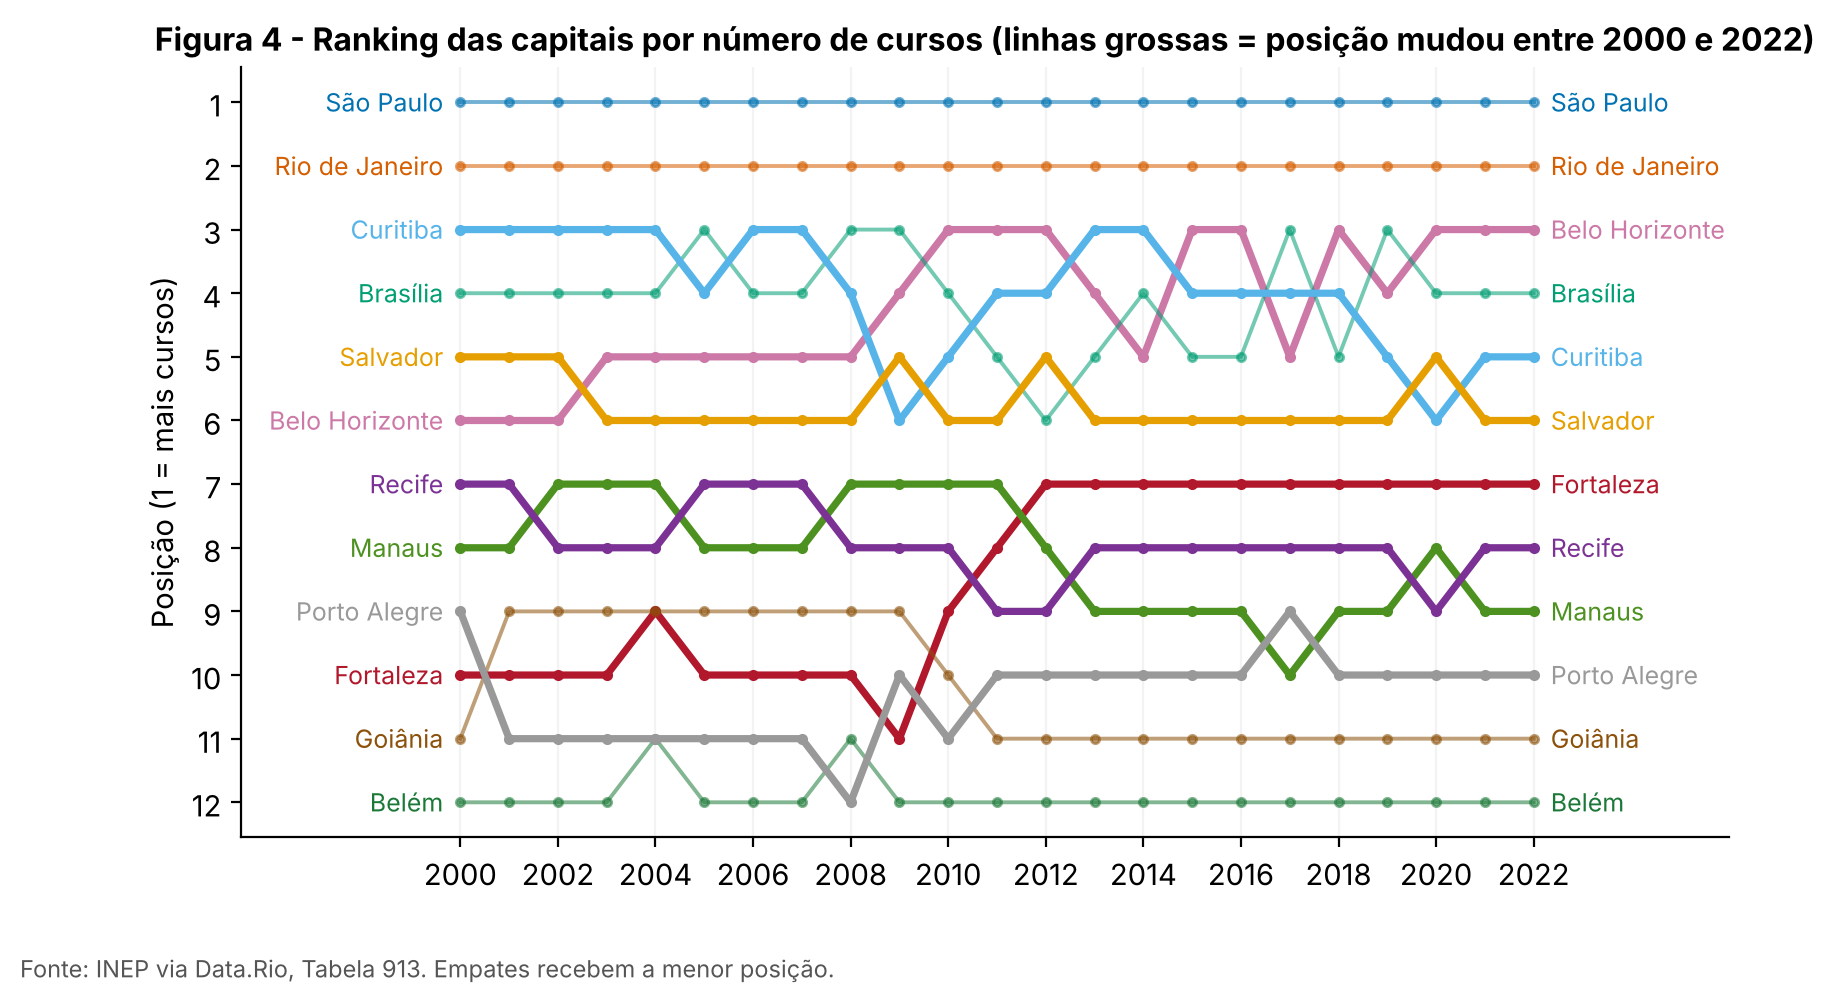 Figura 4 - Ranking das capitais por número de cursos (linhas grossas = posição mudou entre 2000 e 2022)
Posição (1 = mais cursos)
1 São Paulo São Paulo
2 Rio de Janeiro Rio de Janeiro
3 Curitiba Belo Horizonte
4 Brasília Brasília
5 Salvador Curitiba
6 Belo Horizonte Salvador
7 Recife Fortaleza
8 Manaus Recife
9 Porto Alegre Manaus
10 Fortaleza Porto Alegre
11 Goiânia Goiânia
12 Belém Belém
2000 2002 2004 2006 2008 2010 2012 2014 2016 2018 2020 2022
Fonte: INEP via Data.Rio, Tabela 913. Empates recebem a menor posição.